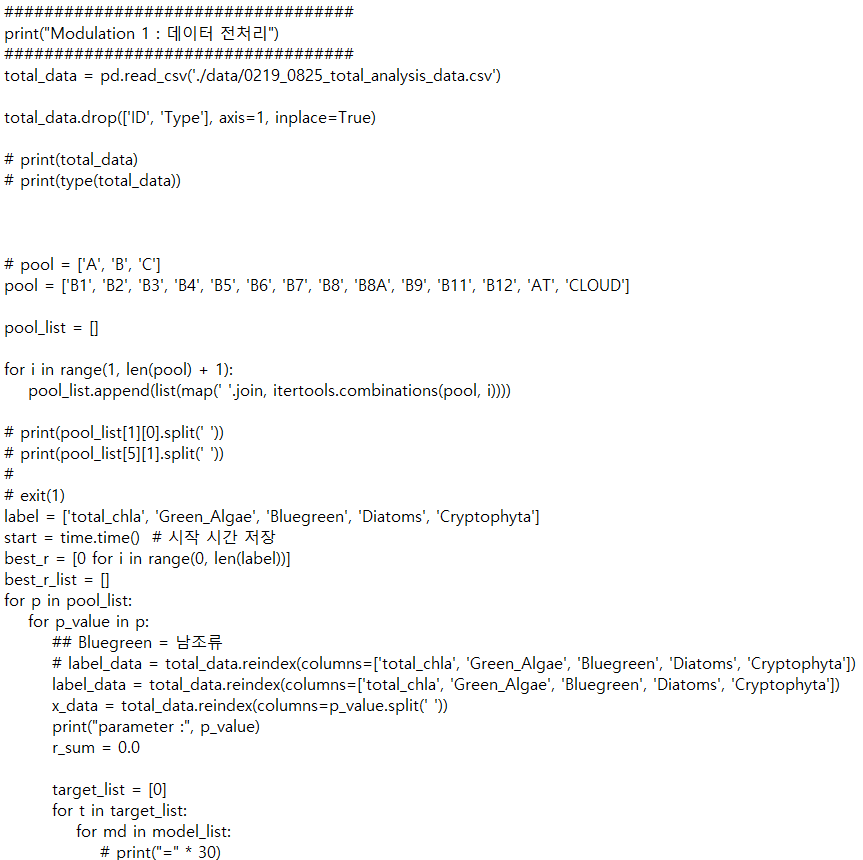 ###################################
print("Modulation 1 : 데이터 전처리")
###################################
total_data = pd.read_csv('./data/0219_0825_total_analysis_data.csv')

total_data.drop(['ID', 'Type'], axis=1, inplace=True)

# print(total_data)
# print(type(total_data))

# pool = ['A', 'B', 'C']
pool = ['B1', 'B2', 'B3', 'B4', 'B5', 'B6', 'B7', 'B8', 'B8A', 'B9', 'B11', 'B12', 'AT', 'CLOUD']

pool_list = []

for i in range(1, len(pool) + 1):
    pool_list.append(list(map(' '.join, itertools.combinations(pool, i))))

# print(pool_list[1][0].split(' '))
# print(pool_list[5][1].split(' '))
#
# exit(1)
label = ['total_chla', 'Green_Algae', 'Bluegreen', 'Diatoms', 'Cryptophyta']
start = time.time()  # 시작 시간 저장
best_r = [0 for i in range(0, len(label))]
best_r_list = []
for p in pool_list:
    for p_value in p:
        ## Bluegreen = 남조류
        # label_data = total_data.reindex(columns=['total_chla', 'Green_Algae', 'Bluegreen', 'Diatoms', 'Cryptophyta'])
        label_data = total_data.reindex(columns=['total_chla', 'Green_Algae', 'Bluegreen', 'Diatoms', 'Cryptophyta'])
        x_data = total_data.reindex(columns=p_value.split(' '))
        print("parameter :", p_value)
        r_sum = 0.0

        target_list = [0]
        for t in target_list:
            for md in model_list:
                # print("=" * 30)